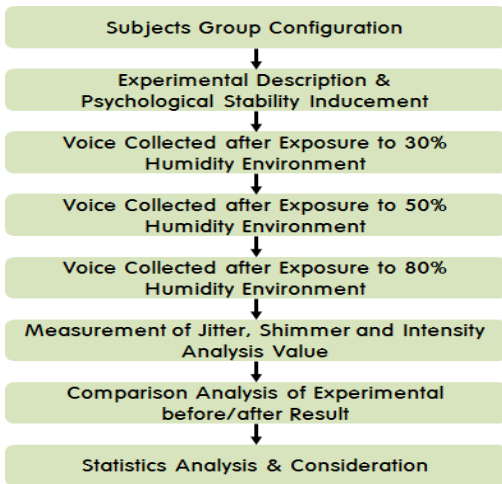 Subjects Group Configuration
Experimental Description &
Psychological Stability Inducement
Voice Collected after Exposure to 30%
Humidity Environment
Voice Collected after Exposure to 50%
Humidity Environment
Voice Collected after Exposure to 80%
Humidity Environment
Measurement of Jitter, Shimmer and Intensity
Analysis Value
Comparison Analysis of Experimental
before/after Result
Statistics Analysis & Consideration